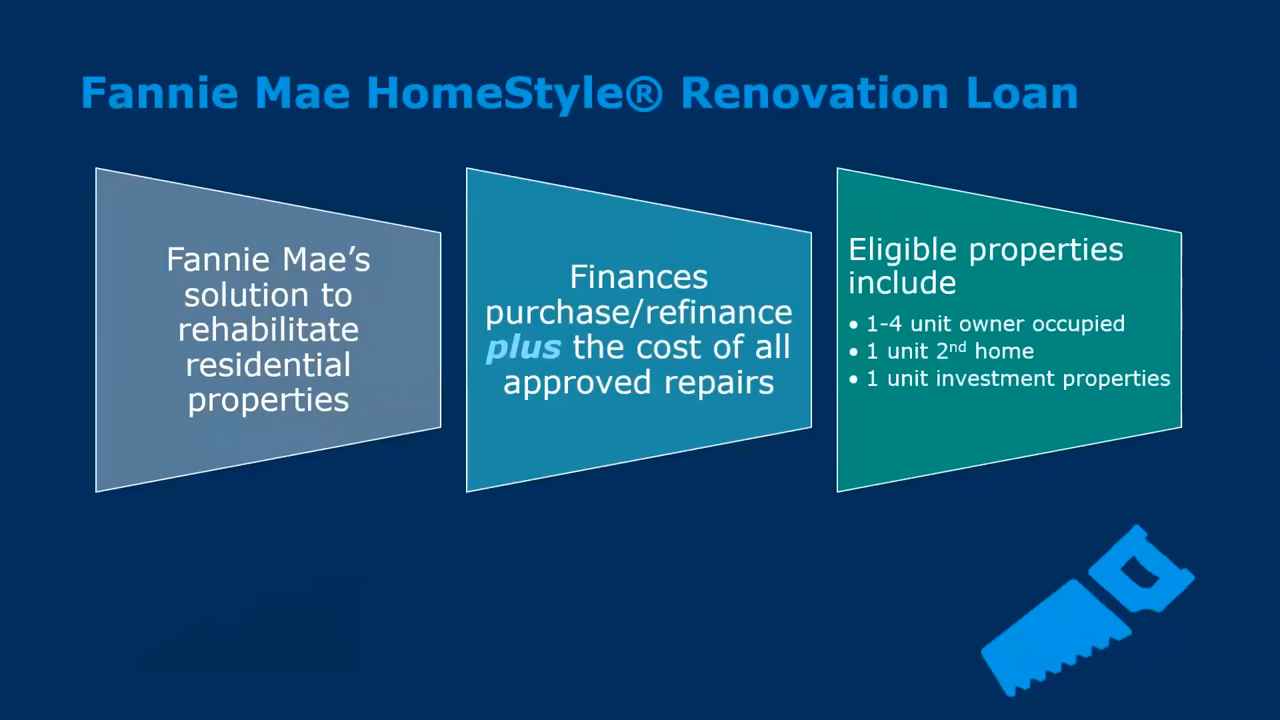 Fannie Mae HomeStyle® Renovation Loan
Fannie Mae’s
solution to
rehabilitate
residential
properties
Finances
purchase/refinance
plus the cost of all
approved repairs
Eligible properties
include
• 1-4 unit owner occupied
• 1 unit 2nd home
• 1 unit investment properties